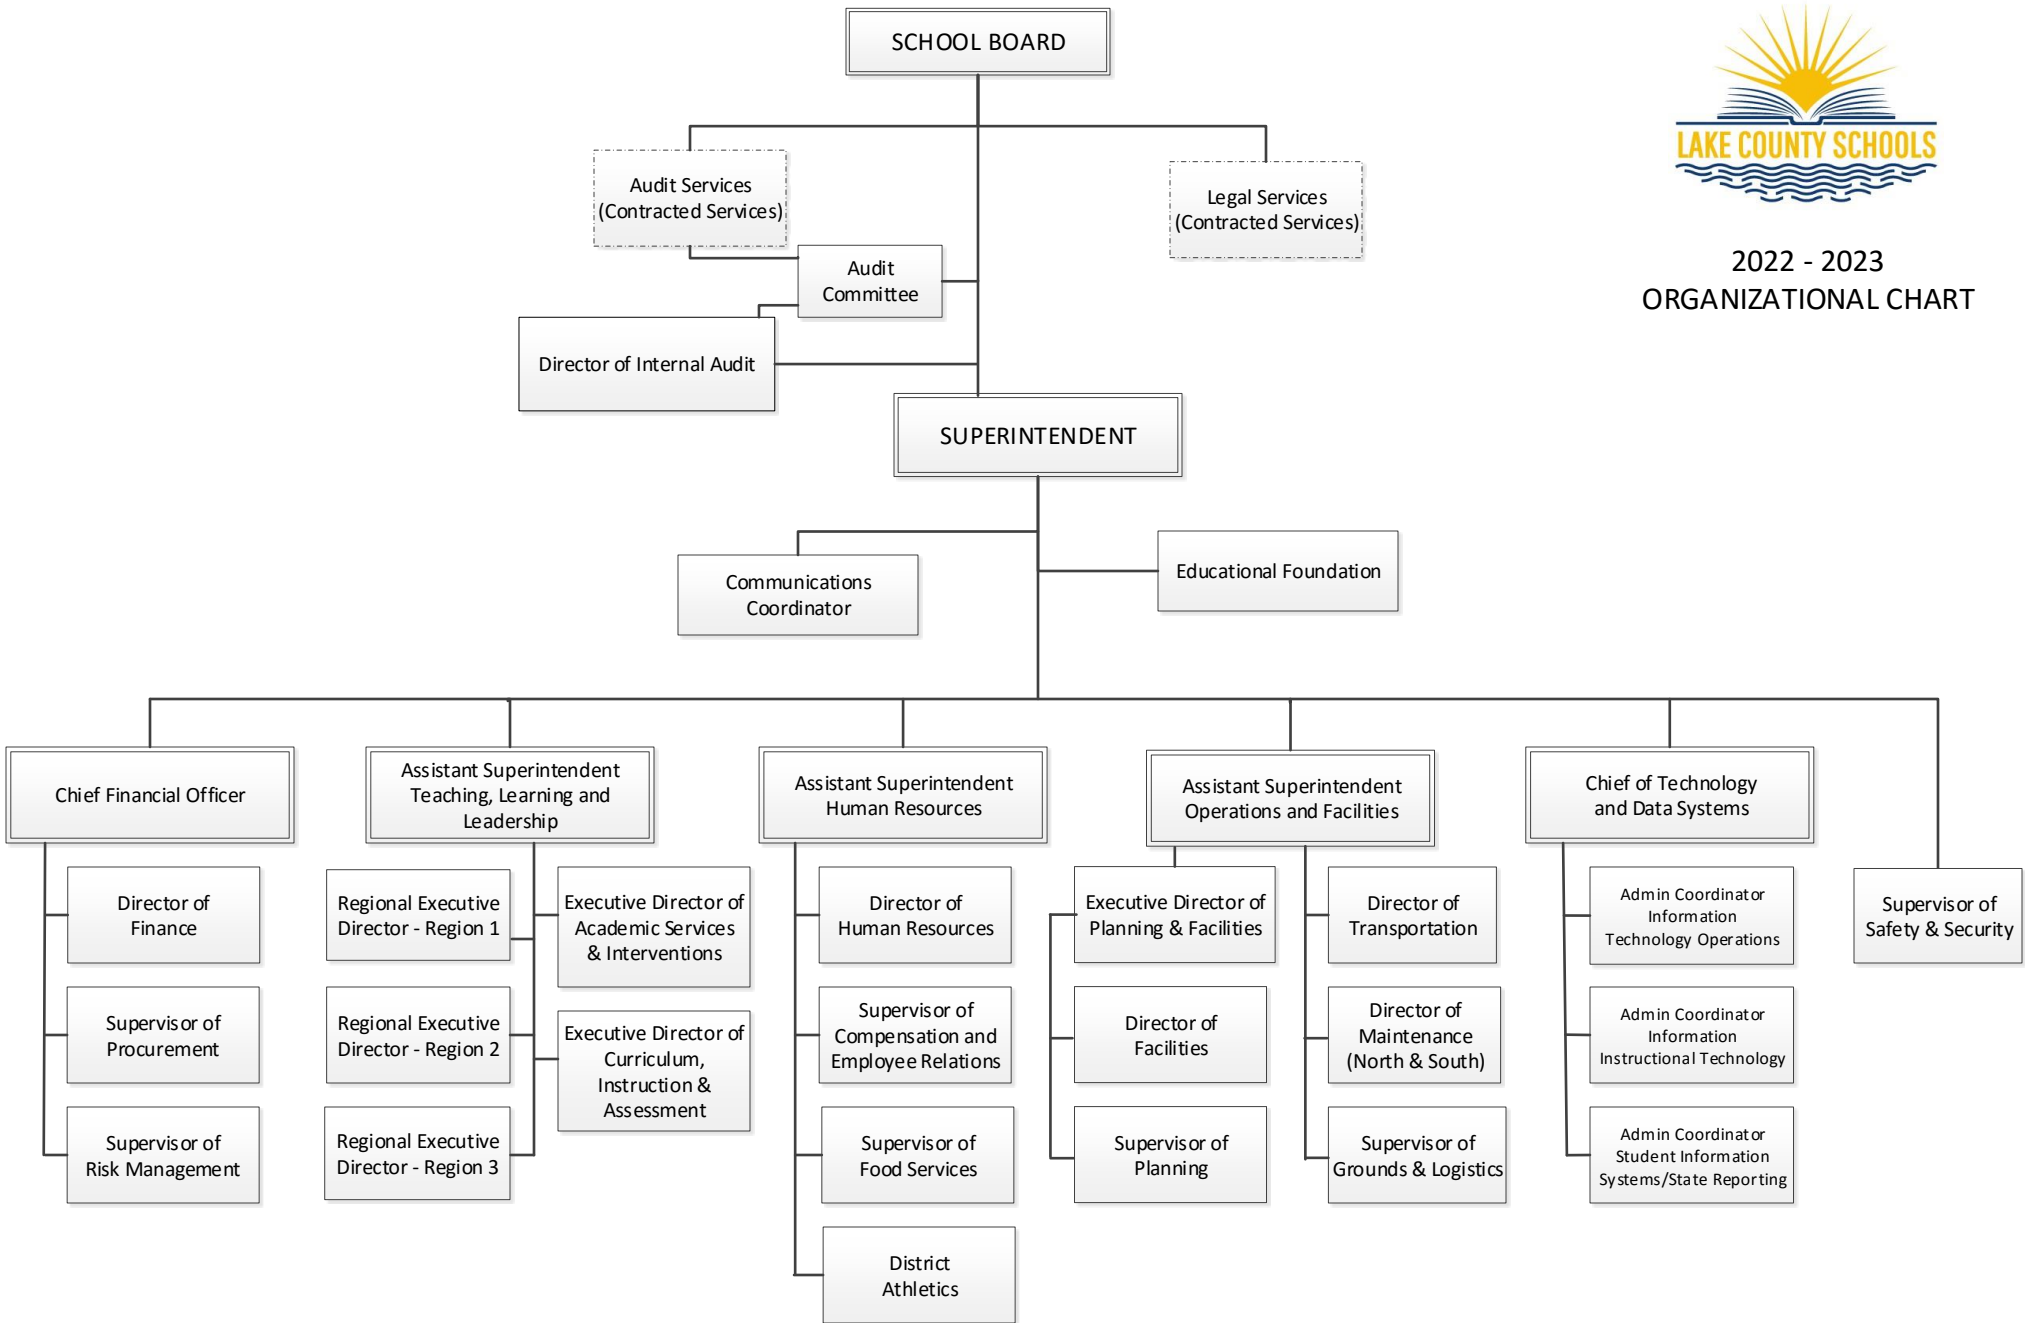 SCHOOL BOARD
LAKE COUNTY SCHOOLS
2022 - 2023
ORGANIZATIONAL CHART
Audit Services
(Contracted Services)
Legal Services
(Contracted Services)
Audit
Committee
Director of Internal Audit
SUPERINTENDENT
Communications
Coordinator
Educational Foundation
Chief Financial Officer
Assistant Superintendent
Teaching, Learning and
Leadership
Assistant Superintendent
Human Resources
Assistant Superintendent
Operations and Facilities
Chief of Technology
and Data Systems
Director of
Finance
Supervisor of
Procurement
Supervisor of
Risk Management
Regional Executive
Director - Region 1
Regional Executive
Director - Region 2
Regional Executive
Director - Region 3
Executive Director of
Academic Services
& Interventions
Executive Director of
Curriculum,
Instruction &
Assessment
Director of
Human Resources
Supervisor of
Compensation and
Employee Relations
Supervisor of
Food Services
District
Athletics
Executive Director of
Planning & Facilities
Director of
Facilities
Supervisor of
Planning
Director of
Transportation
Director of
Maintenance
(North & South)
Supervisor of
Grounds & Logistics
Admin Coordinator
Information
Technology Operations
Admin Coordinator
Information
Instructional Technology
Admin Coordinator
Student Information
Systems/State Reporting
Supervisor of
Safety & Security